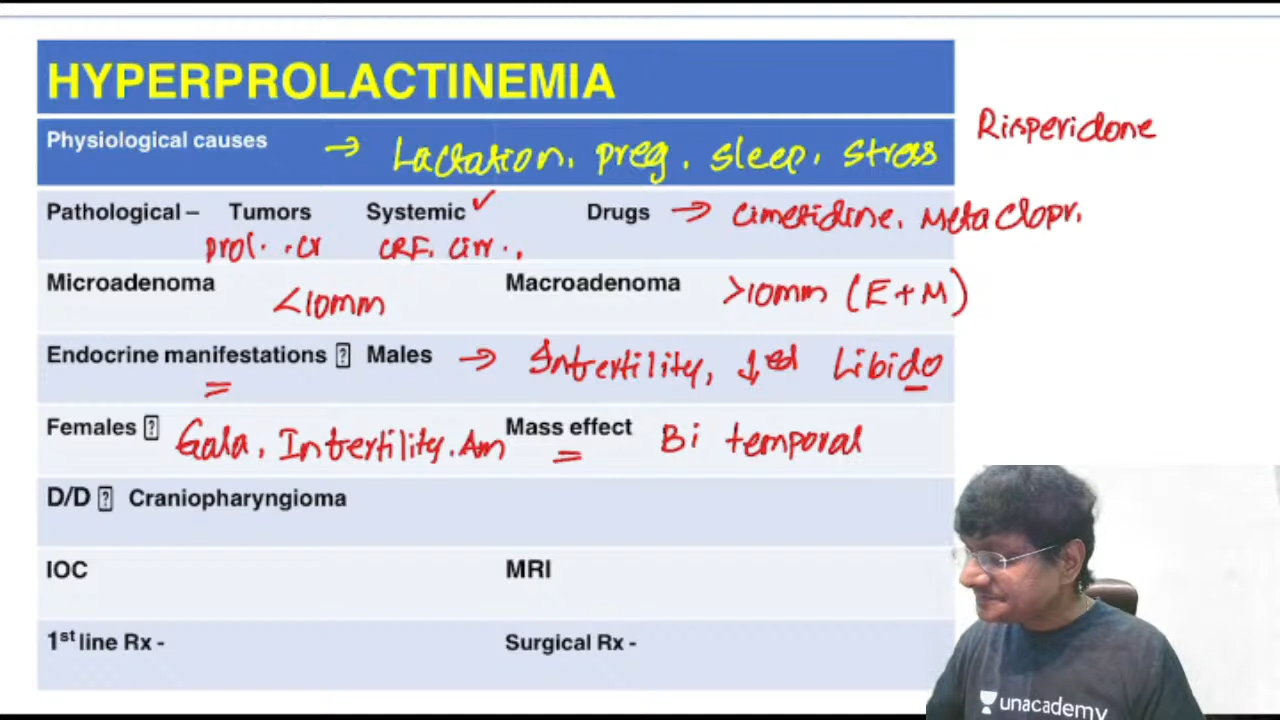 HYPERPROLACTINEMIA
Physiological causes → Lactation, preg, sleep, stress
Risperidone
Pathological – Tumors Systemic ✓ Drugs → Cimetidine, Metaclopr.
prol. . Cr CRF, Cirr . ,
Microadenoma <10mm Macroadenoma >10mm (E+M)
Endocrine manifestations Males → Infertility, ↓ed Libido
Females Gala, Infertility. Am Mass effect Bi temporal
D/D Craniopharyngioma
IOC MRI
1st line Rx - Surgical Rx -
unacademy